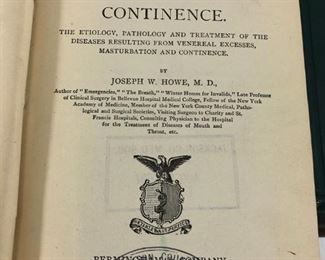 CONTINENCE.
THE ETIOLOGY, PATHOLOGY AND TREATMENT OF THE
DISEASES RESULTING FROM VENEREAL EXCESSES,
MASTURBATION AND CONTINENCE.
BY
JOSEPH W. HOWE, M. D.,
Author of "Emergencies," "The Breath," "Winter Homes for Invalids," Late Professor
of Clinical Surgery in Bellevue Hospital Medical College, Fellow of the New York
Academy of Medicine, Member of the New York County Medical, Patho-
logical and Surgical Societies, Visiting Surgeon to Charity and St.
Francis Hospitals, Consulting Physician to the Hospital
for the Treatment of Diseases of Mouth and
Throat, etc.
BERMINGHAM & COMPANY